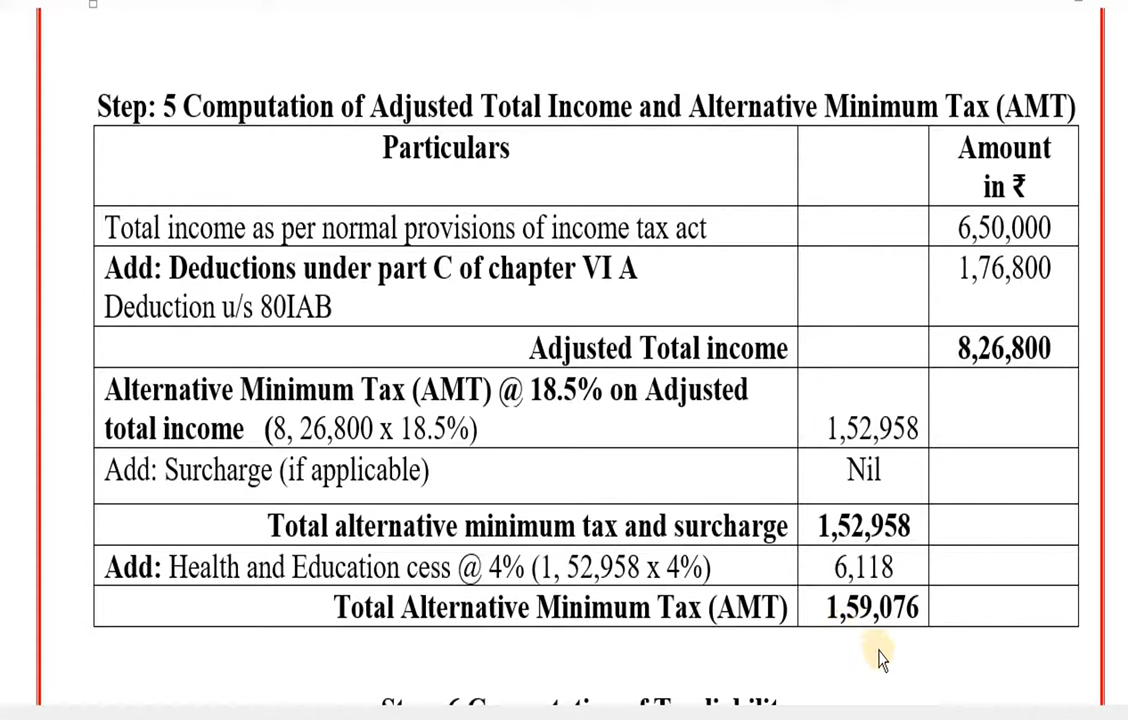 Step: 5 Computation of Adjusted Total Income and Alternative Minimum Tax (AMT)
Particulars Amount
in ₹
Total income as per normal provisions of income tax act 6,50,000
Add: Deductions under part C of chapter VI A 1,76,800
Deduction u/s 80IAB
Adjusted Total income 8,26,800
Alternative Minimum Tax (AMT) @ 18.5% on Adjusted
total income (8, 26,800 x 18.5%) 1,52,958
Add: Surcharge (if applicable) Nil
Total alternative minimum tax and surcharge 1,52,958
Add: Health and Education cess @ 4% (1, 52,958 x 4%) 6,118
Total Alternative Minimum Tax (AMT) 1,59,076